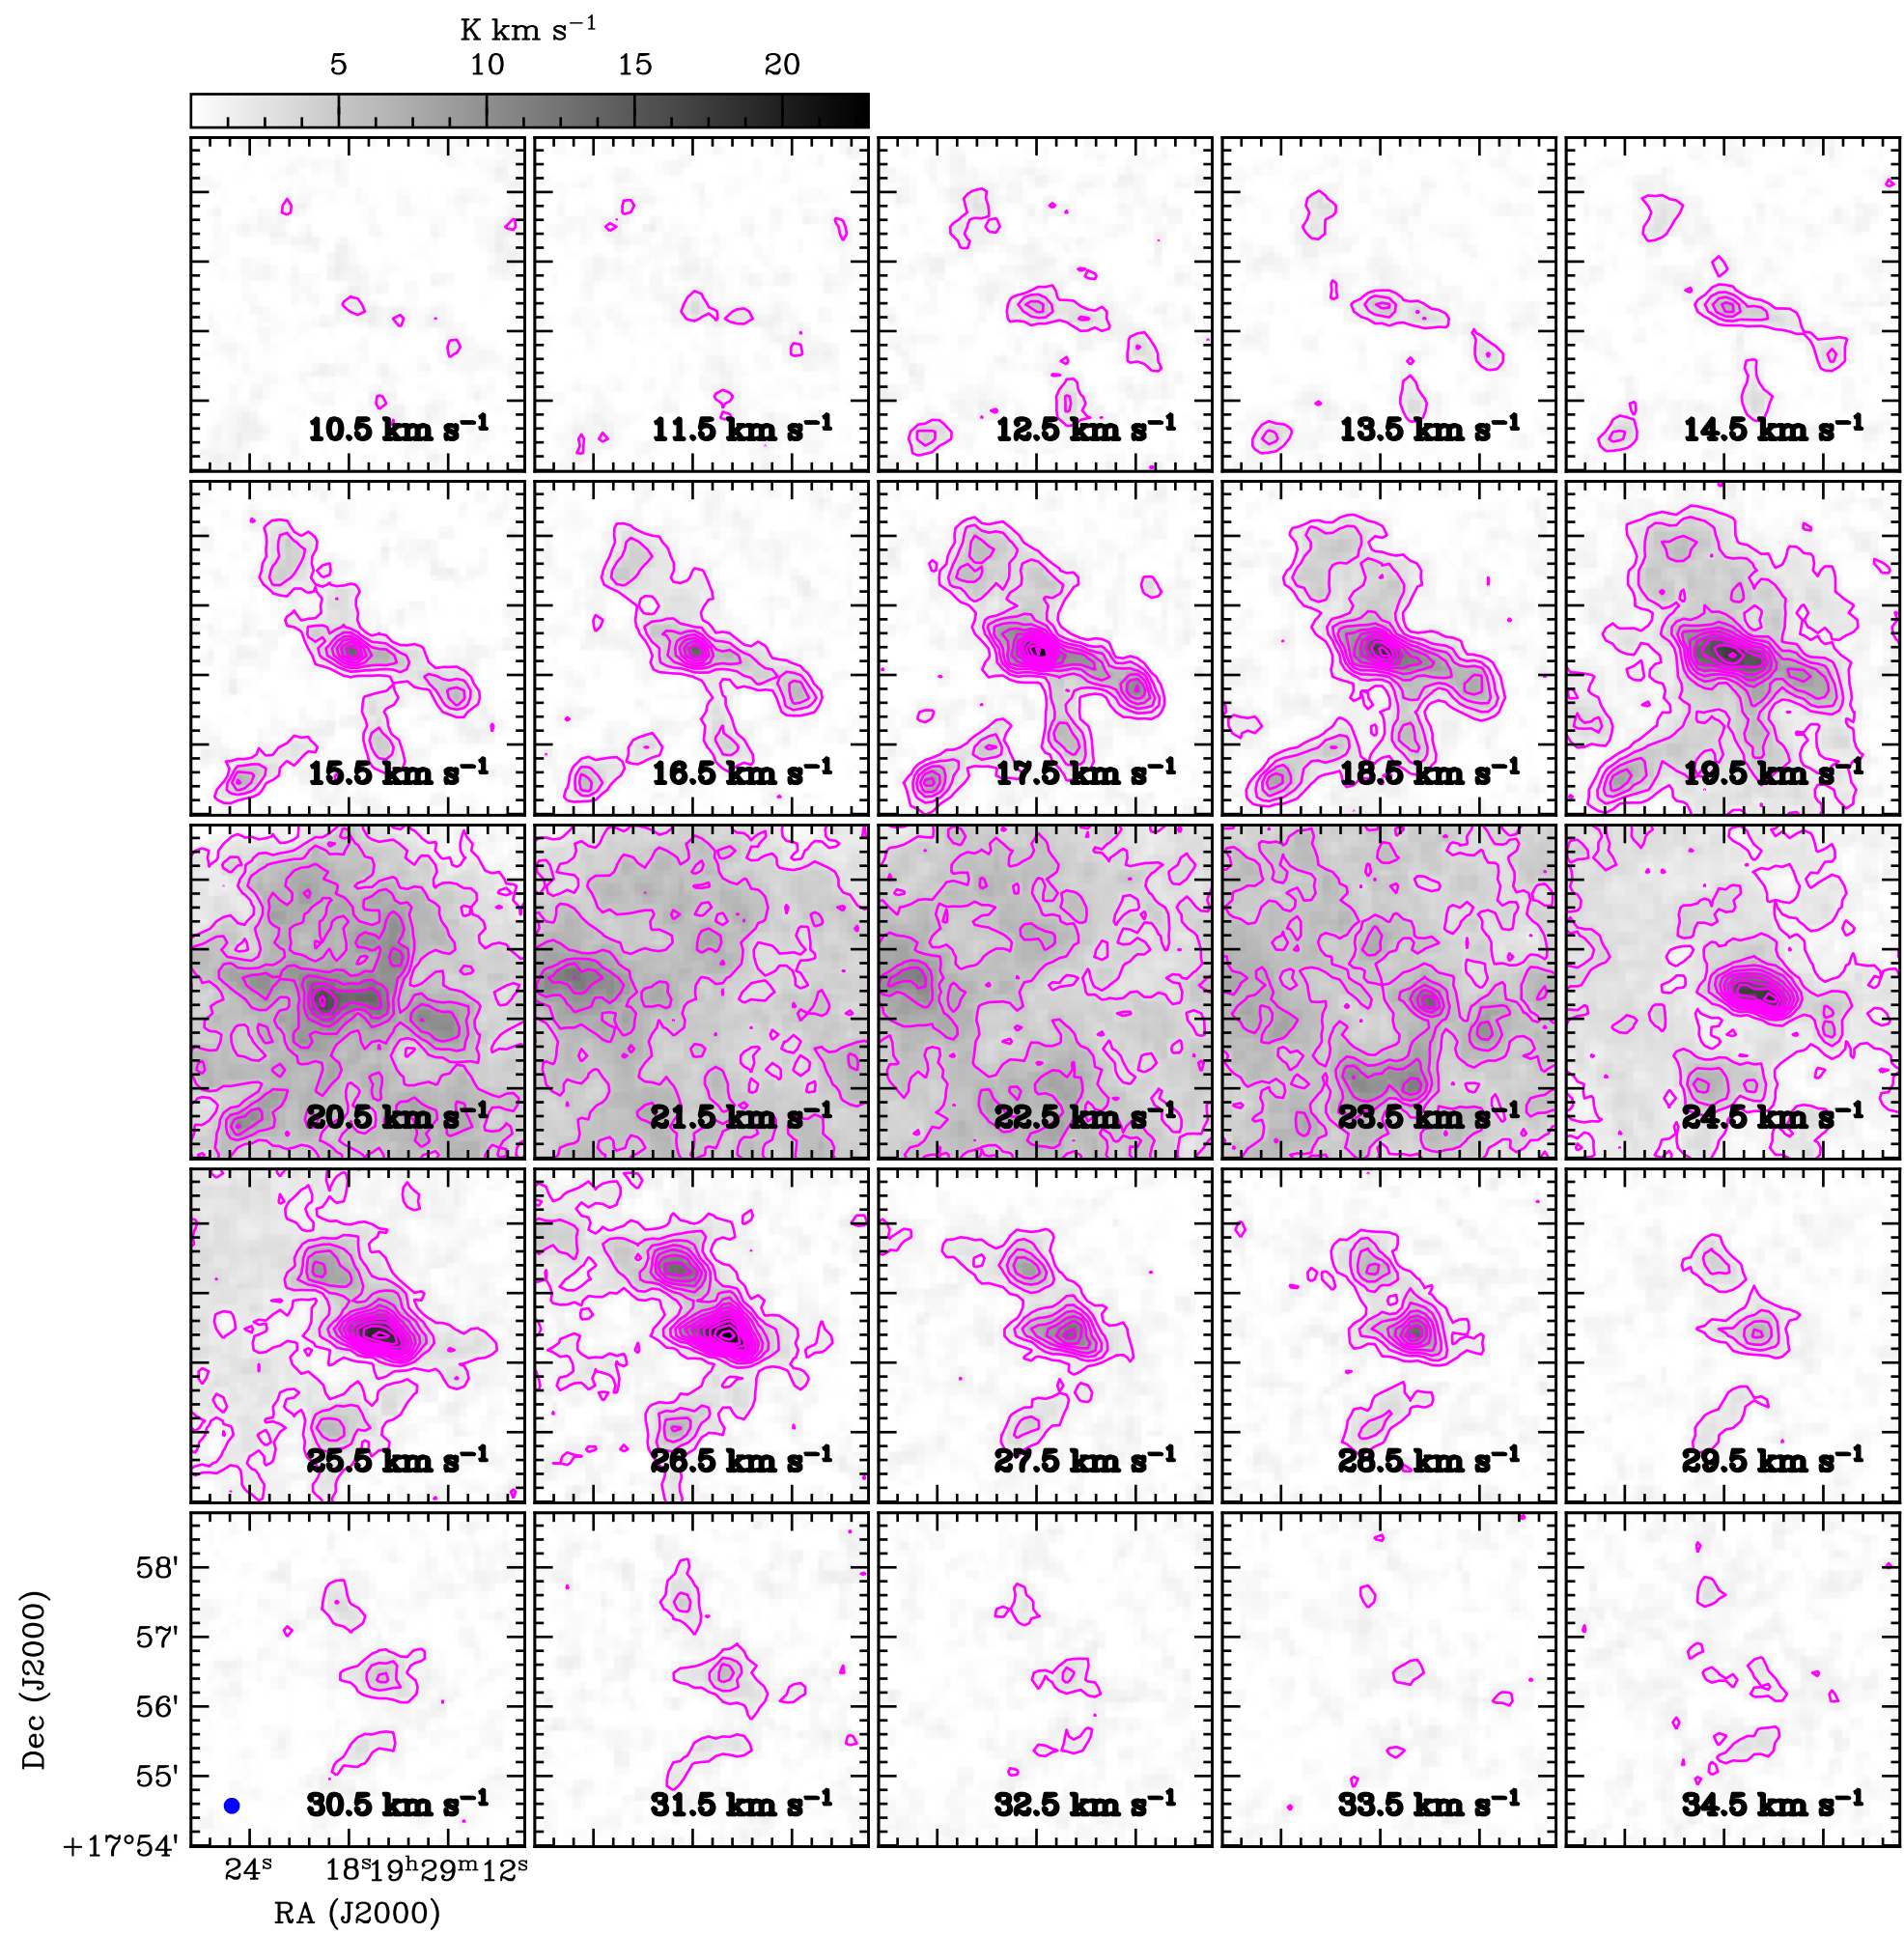 K km s⁻¹
5 10 15 20
10.5 km s⁻¹ 11.5 km s⁻¹ 12.5 km s⁻¹ 13.5 km s⁻¹ 14.5 km s⁻¹
15.5 km s⁻¹ 16.5 km s⁻¹ 17.5 km s⁻¹ 18.5 km s⁻¹ 19.5 km s⁻¹
20.5 km s⁻¹ 21.5 km s⁻¹ 22.5 km s⁻¹ 23.5 km s⁻¹ 24.5 km s⁻¹
25.5 km s⁻¹ 26.5 km s⁻¹ 27.5 km s⁻¹ 28.5 km s⁻¹ 29.5 km s⁻¹
Dec (J2000)
58'
57'
56'
55'
30.5 km s⁻¹ 31.5 km s⁻¹ 32.5 km s⁻¹ 33.5 km s⁻¹ 34.5 km s⁻¹
+17°54'
24ˢ 18ˢ 19ʰ29ᵐ12ˢ
RA (J2000)